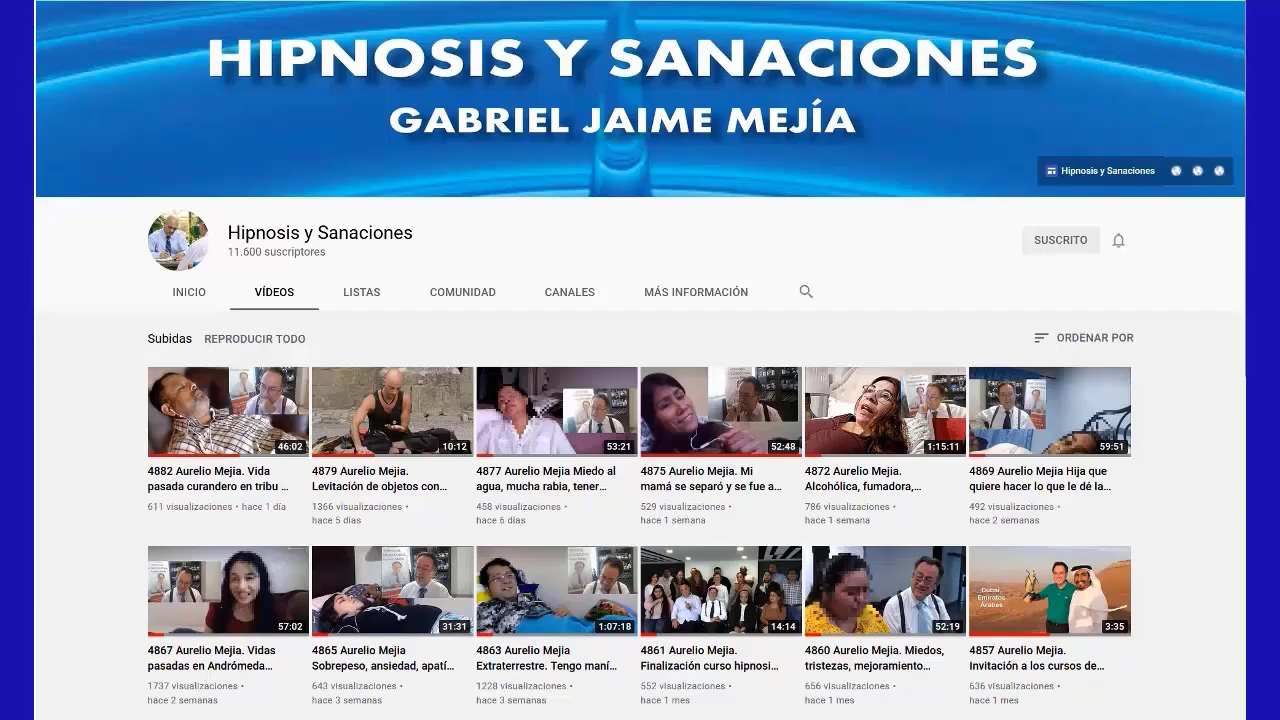 HIPNOSIS Y SANACIONES
GABRIEL JAIME MEJÍA
Hipnosis y Sanaciones
Hipnosis y Sanaciones
11.600 suscriptores
SUSCRITO
INICIO VÍDEOS LISTAS COMUNIDAD CANALES MÁS INFORMACIÓN
Subidas REPRODUCIR TODO ORDENAR POR
46:02
4882 Aurelio Mejia. Vida
pasada curandero en tribu ...
611 visualizaciones • hace 1 día
10:12
4879 Aurelio Mejia.
Levitación de objetos con...
1366 visualizaciones •
hace 5 días
53:21
4877 Aurelio Mejia Miedo al
agua, mucha rabia, tener...
458 visualizaciones •
hace 6 días
52:48
4875 Aurelio Mejia. Mi
mamá se separó y se fue a...
529 visualizaciones •
hace 1 semana
1:15:11
4872 Aurelio Mejia.
Alcohólica, fumadora,...
786 visualizaciones •
hace 1 semana
59:51
4869 Aurelio Mejia Hija que
quiere hacer lo que le dé la...
492 visualizaciones •
hace 2 semanas
57:02
4867 Aurelio Mejia. Vidas
pasadas en Andrómeda...
1737 visualizaciones •
hace 2 semanas
31:31
4865 Aurelio Mejia
Sobrepeso, ansiedad, apatí...
643 visualizaciones •
hace 3 semanas
1:07:18
4863 Aurelio Mejia
Extraterrestre. Tengo maní...
1228 visualizaciones •
hace 3 semanas
14:14
4861 Aurelio Mejia.
Finalización curso hipnosi...
552 visualizaciones •
hace 1 mes
52:19
4860 Aurelio Mejia. Miedos,
tristezas, mejoramiento...
656 visualizaciones •
hace 1 mes
Dubai,
Emiratos
Árabes
3:35
4857 Aurelio Mejia.
Invitación a los cursos de...
636 visualizaciones •
hace 1 mes